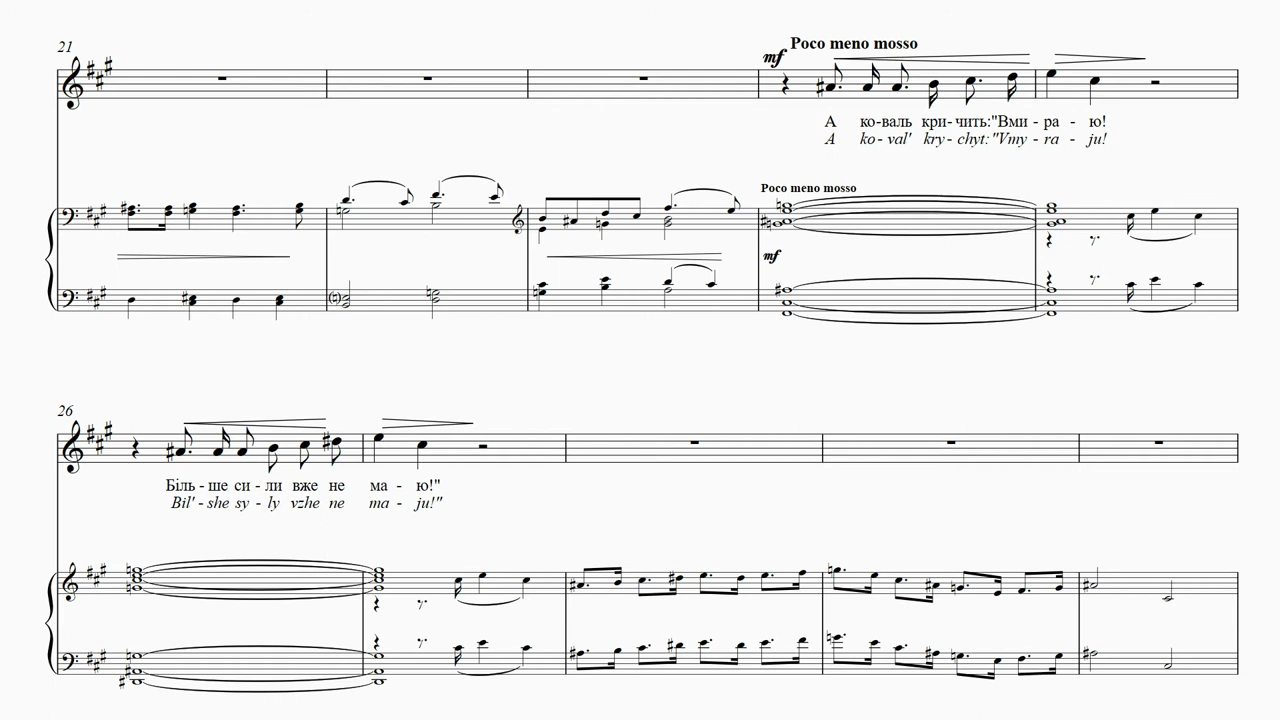 21
Poco meno mosso
mf
А ко-валь кри-чить:"Вми - ра - ю!
A ko-val' kry-chyt:"Vmy - ra - ju!
Poco meno mosso
mf
26
Біль-ше си-ли вже не ма - ю!"
Bil'-she sy-ly vzhe ne ma - ju!"